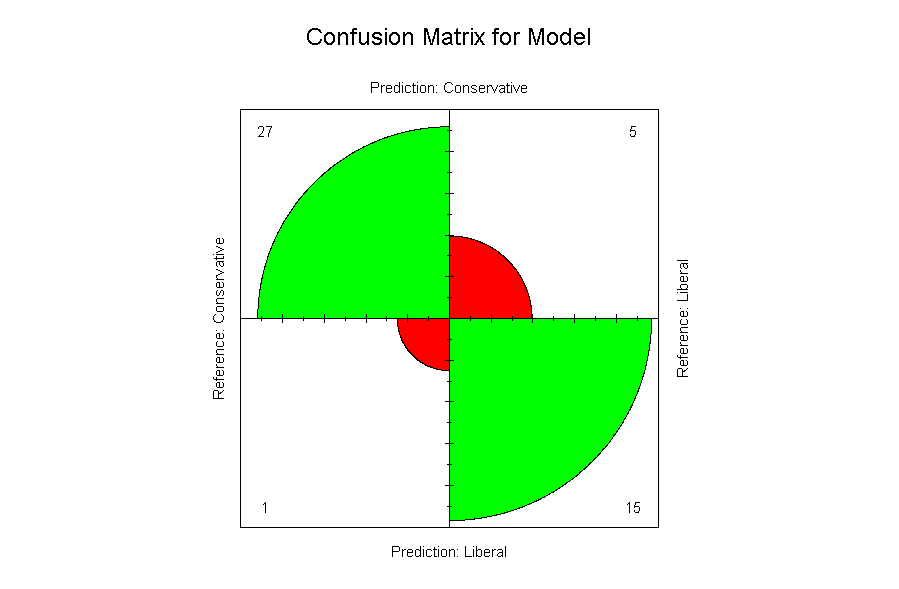 Confusion Matrix for Model
Prediction: Conservative
27
5
Reference: Conservative
Reference: Liberal
1
15
Prediction: Liberal